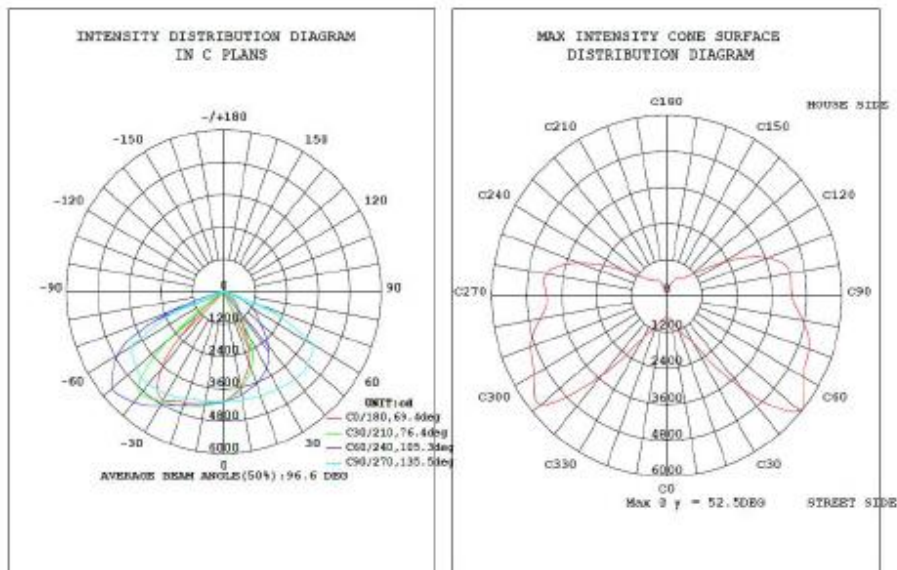 INTENSITY DISTRIBUTION DIAGRAM
IN C PLANS
-/+180
-150
150
-120
120
-90
90
0
1200
2400
3600
4800
6000
-60
60
-30
30
0
UNIT:cd
C0/180,69.4deg
C30/210,76.4deg
C60/240,105.3deg
C90/270,135.5deg
AVERAGE BEAM ANGLE(50%):96.6 DEG
MAX INTENSITY CONE SURFACE
DISTRIBUTION DIAGRAM
HOUSE SIDE
C180
C210
C150
C240
C120
C270
C90
0
1200
2400
3600
4800
6000
C300
C60
C330
C30
C0
Max @ γ = 52.5DEG
STREET SIDE